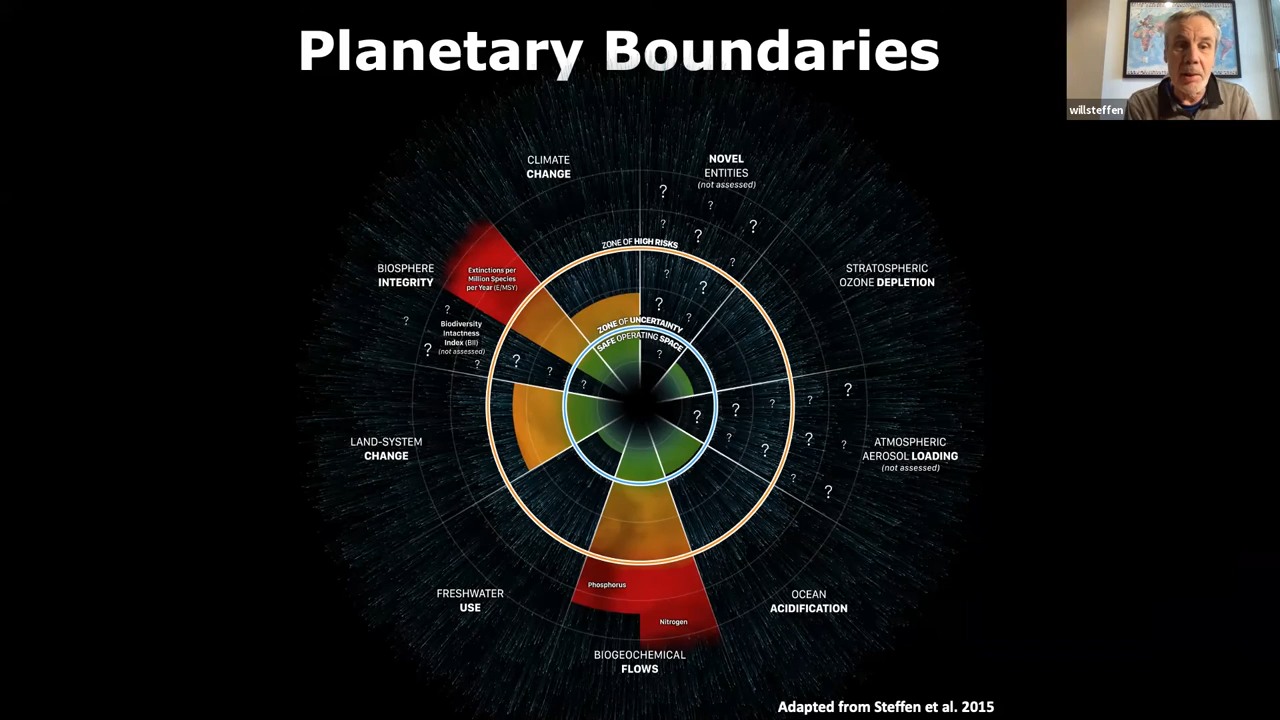 Planetary Boundaries
willsteffen
CLIMATE
CHANGE
NOVEL
ENTITIES
(not assessed)
? ? ? ? ? ? ? ? ? ? ? ?
ZONE OF HIGH RISKS
BIOSPHERE
INTEGRITY
Extinctions per
Million Species
per Year (E/MSY)
STRATOSPHERIC
OZONE DEPLETION
Biodiversity
Intactness
Index (BII)
(not assessed)
? ? ? ? ? ? ?
ZONE OF UNCERTAINTY
SAFE OPERATING SPACE
LAND-SYSTEM
CHANGE
? ? ? ? ? ? ? ? ? ? ?
ATMOSPHERIC
AEROSOL LOADING
(not assessed)
FRESHWATER
USE
Phosphorus
Nitrogen
OCEAN
ACIDIFICATION
BIOGEOCHEMICAL
FLOWS
Adapted from Steffen et al. 2015